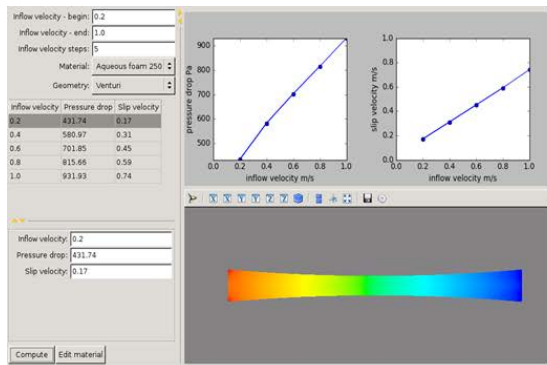 Inflow velocity - begin: 0.2
Inflow velocity - end: 1.0
Inflow velocity steps: 5
Material: Aqueous foam 250
Geometry: Venturi
Inflow velocity Pressure drop Slip velocity
0.2 431.74 0.17
0.4 580.97 0.31
0.6 701.85 0.45
0.8 815.66 0.59
1.0 931.93 0.74
Inflow velocity: 0.2
Pressure drop: 431.74
Slip velocity: 0.17
Compute Edit material
pressure drop Pa
900
800
700
600
500
0.0 0.2 0.4 0.6 0.8 1.0
inflow velocity m/s
slip velocity m/s
1.0
0.8
0.6
0.4
0.2
0.0
0.0 0.2 0.4 0.6 0.8 1.0
inflow velocity m/s
X X Y Y Z Z